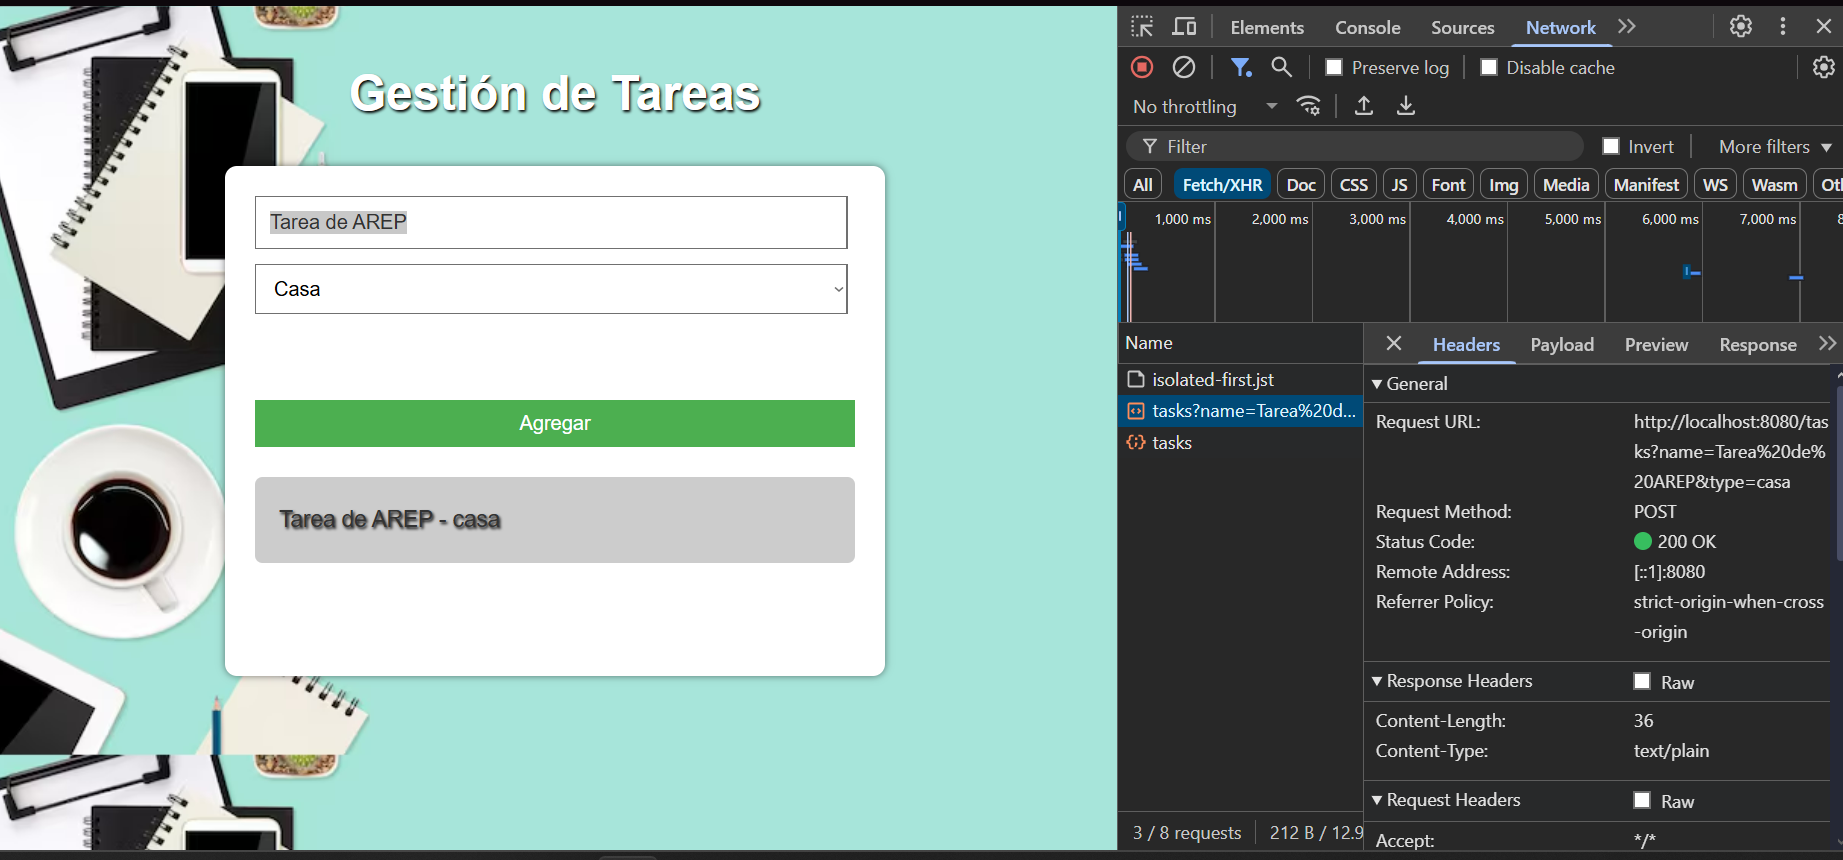 Gestión de Tareas
Tarea de AREP
Casa
Agregar
Tarea de AREP - casa
Elements Console Sources Network
Preserve log Disable cache
No throttling
Filter Invert More filters
All Fetch/XHR Doc CSS JS Font Img Media Manifest WS Wasm Otl
1,000 ms 2,000 ms 3,000 ms 4,000 ms 5,000 ms 6,000 ms 7,000 ms 8
Name
isolated-first.jst
tasks?name=Tarea%20d...
tasks
3 / 8 requests 212 B / 12.9
Headers Payload Preview Response
General
Request URL: http://localhost:8080/tas
ks?name=Tarea%20de%
20AREP&type=casa
Request Method: POST
Status Code: 200 OK
Remote Address: [::1]:8080
Referrer Policy: strict-origin-when-cross
-origin
Response Headers Raw
Content-Length: 36
Content-Type: text/plain
Request Headers Raw
Accept: */*